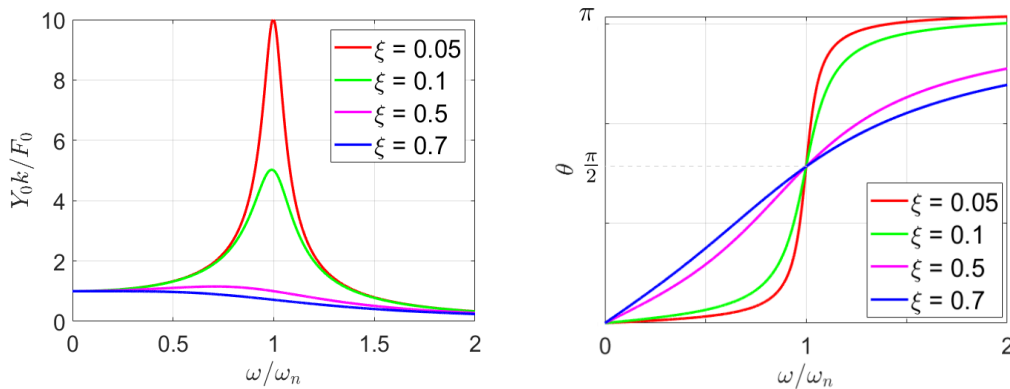 10
8
6
4
2
0
Y₀k/F₀
0 0.5 1 1.5 2
ω/ωₙ
ξ = 0.05
ξ = 0.1
ξ = 0.5
ξ = 0.7
π
θ π/2
0 1 2
ω/ωₙ
ξ = 0.05
ξ = 0.1
ξ = 0.5
ξ = 0.7